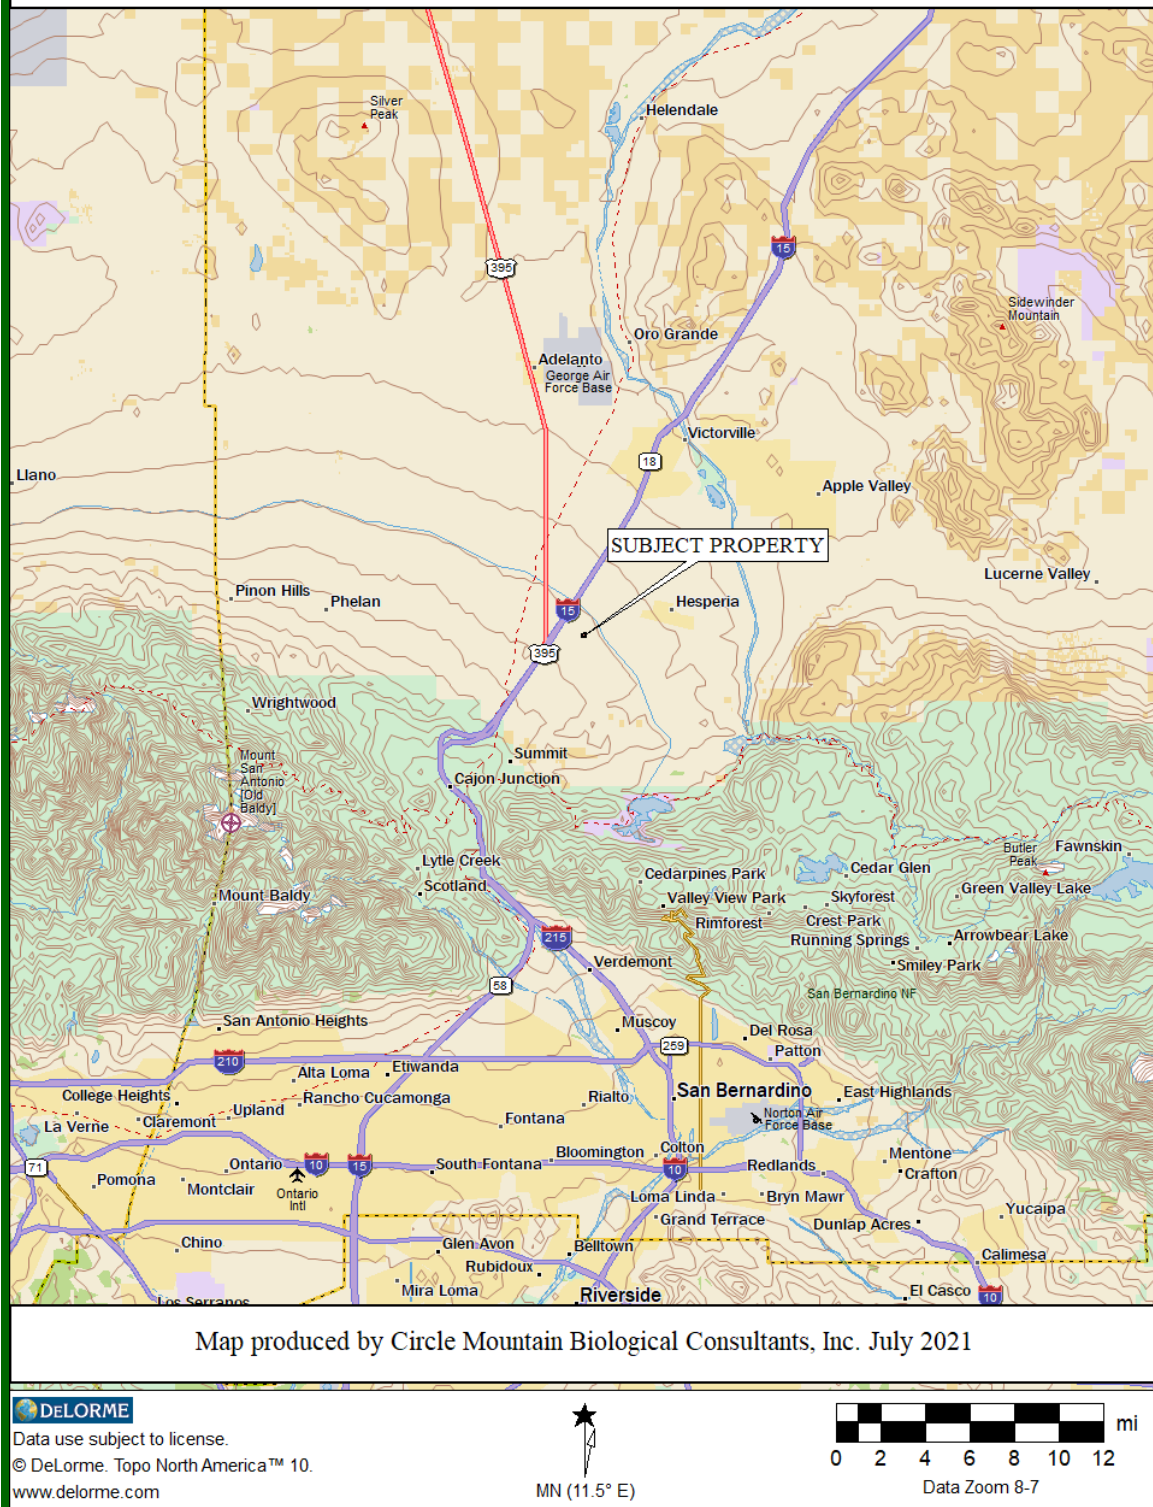 Silver
Peak
Helendale
15
395
Sidewinder
Mountain
Oro Grande
Adelanto
George Air
Force Base
Victorville
18
Llano
Apple Valley
SUBJECT PROPERTY
Lucerne Valley
Pinon Hills
Phelan
15
Hesperia
395
Wrightwood
Mount
San
Antonio
[Old
Baldy]
Summit
Cajon Junction
Butler
Peak
Fawnskin
Lytle Creek
Scotland
Cedarpines Park
Cedar Glen
Green Valley Lake
Mount Baldy
Valley View Park
Skyforest
Rimforest
Crest Park
Running Springs
Arrowbear Lake
215
Verdemont
Smiley Park
58
San Bernardino NF
San Antonio Heights
Muscoy
Del Rosa
259
Patton
210
Alta Loma
Etiwanda
College Heights
Rancho Cucamonga
Rialto
San Bernardino
East Highlands
Upland
Claremont
La Verne
Fontana
Norton Air
Force Base
71
Ontario
10
15
South Fontana
Bloomington
Colton
10
Redlands
Mentone
Crafton
Pomona
Montclair
Ontario
Intl
Loma Linda
Bryn Mawr
Yucaipa
Grand Terrace
Dunlap Acres
Chino
Glen Avon
Belltown
Calimesa
Rubidoux
Mira Loma
Los Serranos
Riverside
El Casco
10
Map produced by Circle Mountain Biological Consultants, Inc. July 2021
DELORME
Data use subject to license.
© DeLorme. Topo North America™ 10.
www.delorme.com
MN (11.5° E)
mi
0 2 4 6 8 10 12
Data Zoom 8-7